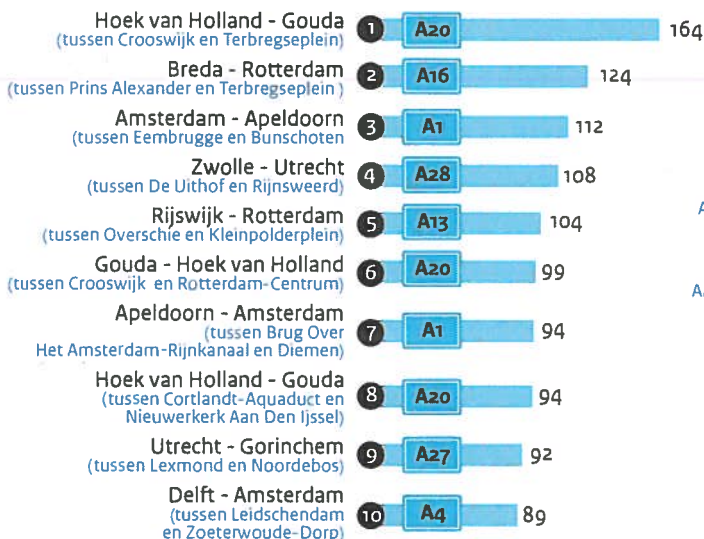 Hoek van Holland - Gouda
(tussen Crooswijk en Terbregseplein)
1 A20 164
Breda - Rotterdam
(tussen Prins Alexander en Terbregseplein )
2 A16 124
Amsterdam - Apeldoorn
(tussen Eembrugge en Bunschoten
3 A1 112
Zwolle - Utrecht
(tussen De Uithof en Rijnsweerd)
4 A28 108
Rijswijk - Rotterdam
(tussen Overschie en Kleinpolderplein)
5 A13 104
Gouda - Hoek van Holland
(tussen Crooswijk en Rotterdam-Centrum)
6 A20 99
Apeldoorn - Amsterdam
(tussen Brug Over
Het Amsterdam-Rijnkanaal en Diemen)
7 A1 94
Hoek van Holland - Gouda
(tussen Cortlandt-Aquaduct en
Nieuwerkerk Aan Den Ijssel)
8 A20 94
Utrecht - Gorinchem
(tussen Lexmond en Noordebos)
9 A27 92
Delft - Amsterdam
(tussen Leidschendam
en Zoeterwoude-Dorp)
10 A4 89